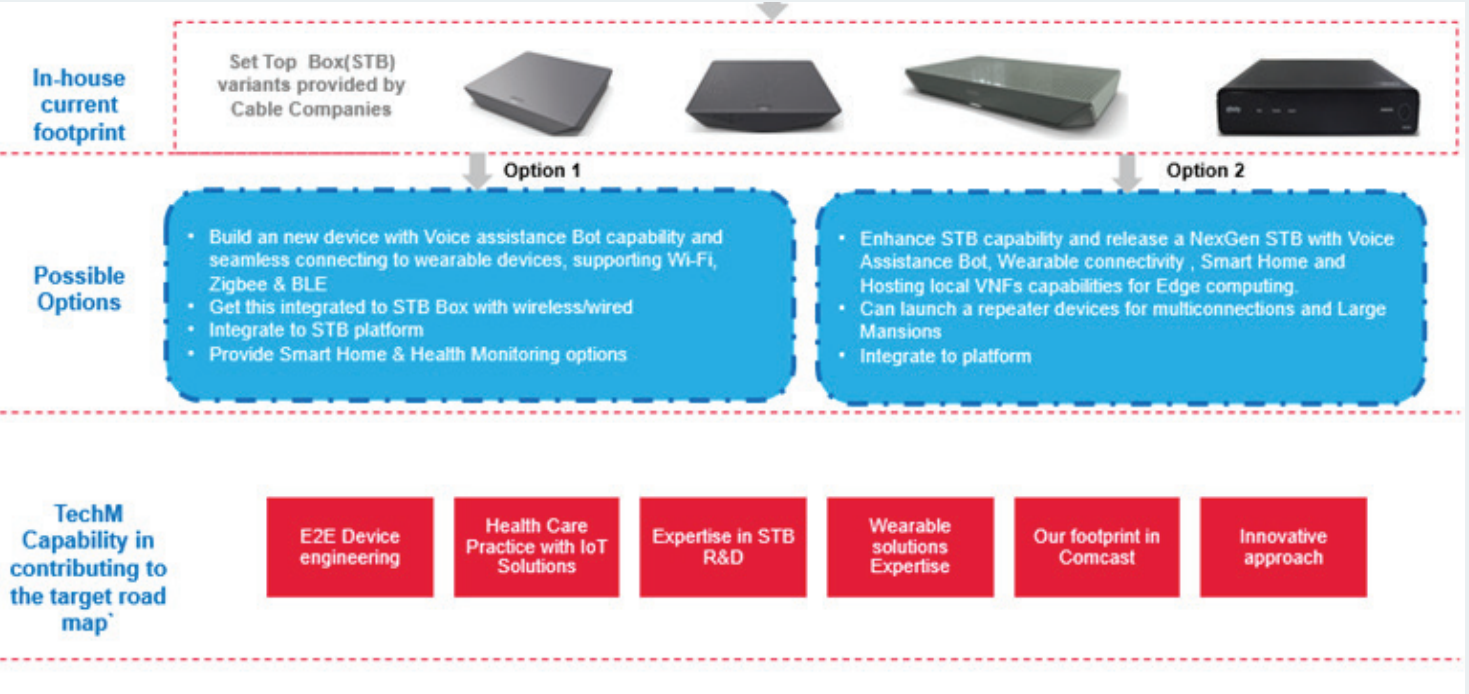 In-house
current
footprint
Set Top Box(STB)
variants provided by
Cable Companies
Option 1
Option 2
Possible
Options
• Build an new device with Voice assistance Bot capability and
seamless connecting to wearable devices, supporting Wi-Fi,
Zigbee & BLE
• Get this integrated to STB Box with wireless/wired
• Integrate to STB platform
• Provide Smart Home & Health Monitoring options
• Enhance STB capability and release a NexGen STB with Voice
Assistance Bot, Wearable connectivity , Smart Home and
Hosting local VNFs capabilities for Edge computing.
• Can launch a repeater devices for multiconnections and Large
Mansions
• Integrate to platform
TechM
Capability in
contributing to
the target road
map`
E2E Device
engineering
Health Care
Practice with IoT
Solutions
Expertise in STB
R&D
Wearable
solutions
Expertise
Our footprint in
Comcast
Innovative
approach